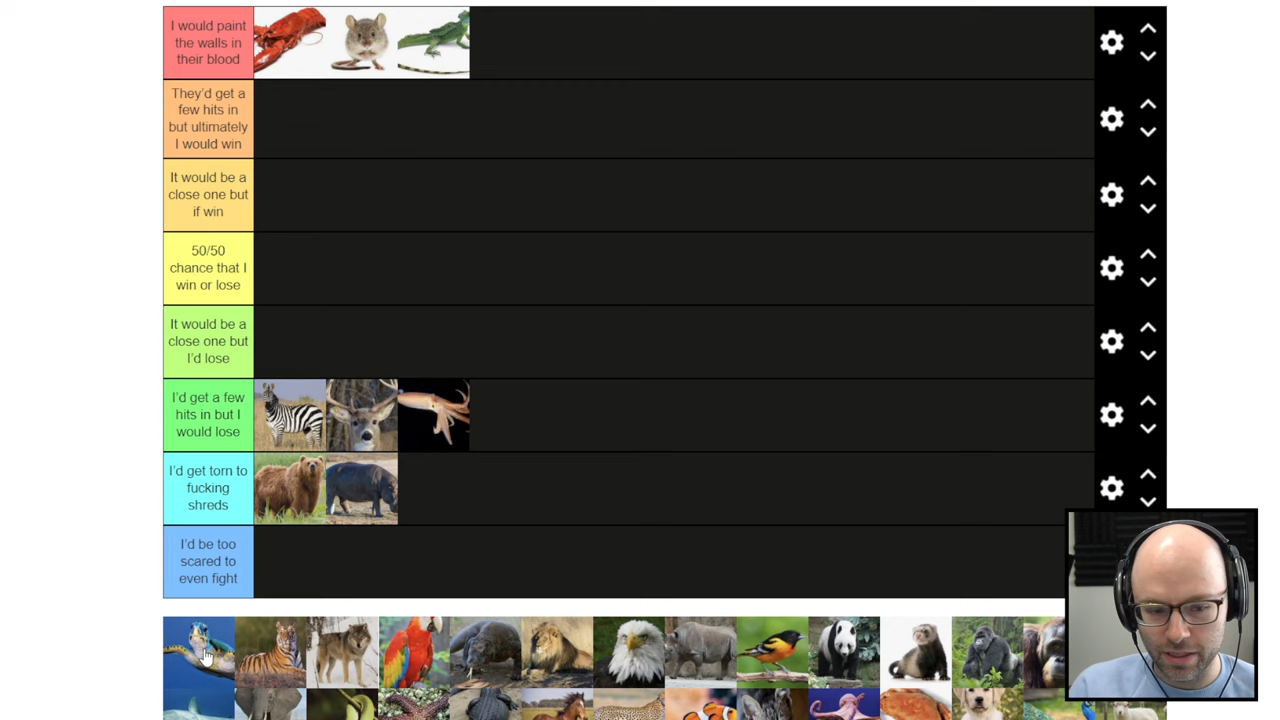 I would paint
the walls in
their blood
They'd get a
few hits in
but ultimately
I would win
It would be a
close one but
if win
50/50
chance that I
win or lose
It would be a
close one but
I'd lose
I'd get a few
hits in but I
would lose
I'd get torn to
fucking
shreds
I'd be too
scared to
even fight